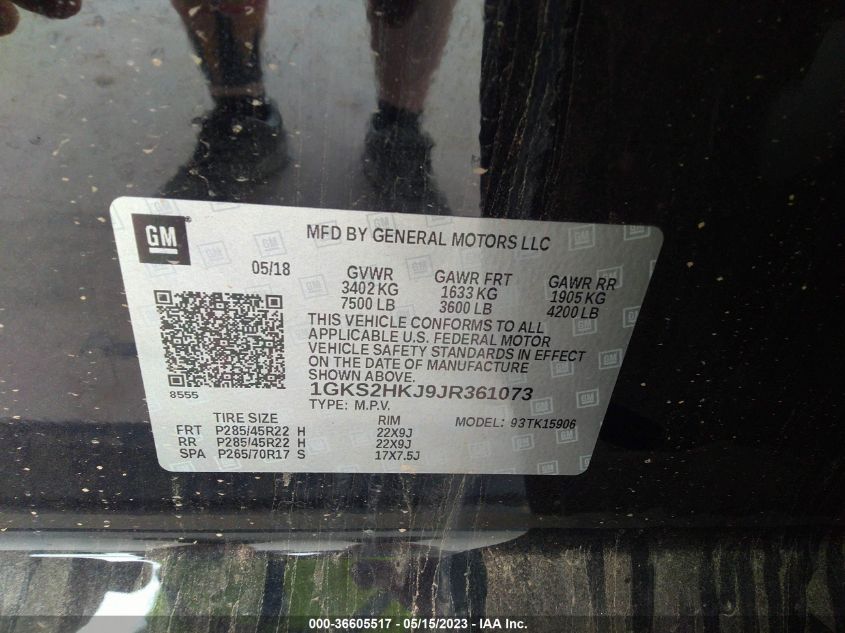 GM
MFD BY GENERAL MOTORS LLC
05/18
GVWR
3402 KG
7500 LB
GAWR FRT
1633 KG
3600 LB
GAWR RR
1905 KG
4200 LB
THIS VEHICLE CONFORMS TO ALL
APPLICABLE U.S. FEDERAL MOTOR
VEHICLE SAFETY STANDARDS IN EFFECT
ON THE DATE OF MANUFACTURE
SHOWN ABOVE.
8555
1GKS2HKJ9JR361073
TYPE: M.P.V.
MODEL: 93TK15906
TIRE SIZE RIM
FRT P285/45R22 H 22X9J
RR P285/45R22 H 22X9J
SPA P265/70R17 S 17X7.5J
000-36605517 - 05/15/2023 - IAA Inc.